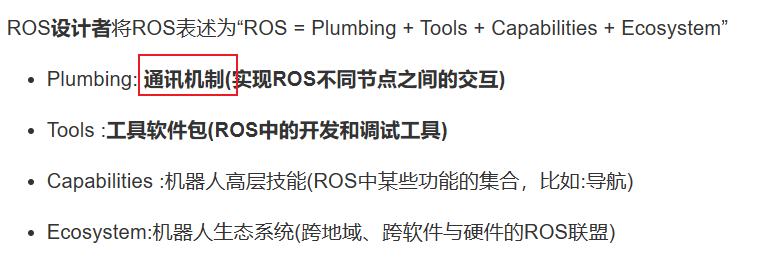 ROS设计者将ROS表述为“ROS = Plumbing + Tools + Capabilities + Ecosystem”
• Plumbing: 通讯机制(实现ROS不同节点之间的交互)
• Tools :工具软件包(ROS中的开发和调试工具)
• Capabilities :机器人高层技能(ROS中某些功能的集合，比如:导航)
• Ecosystem:机器人生态系统(跨地域、跨软件与硬件的ROS联盟)